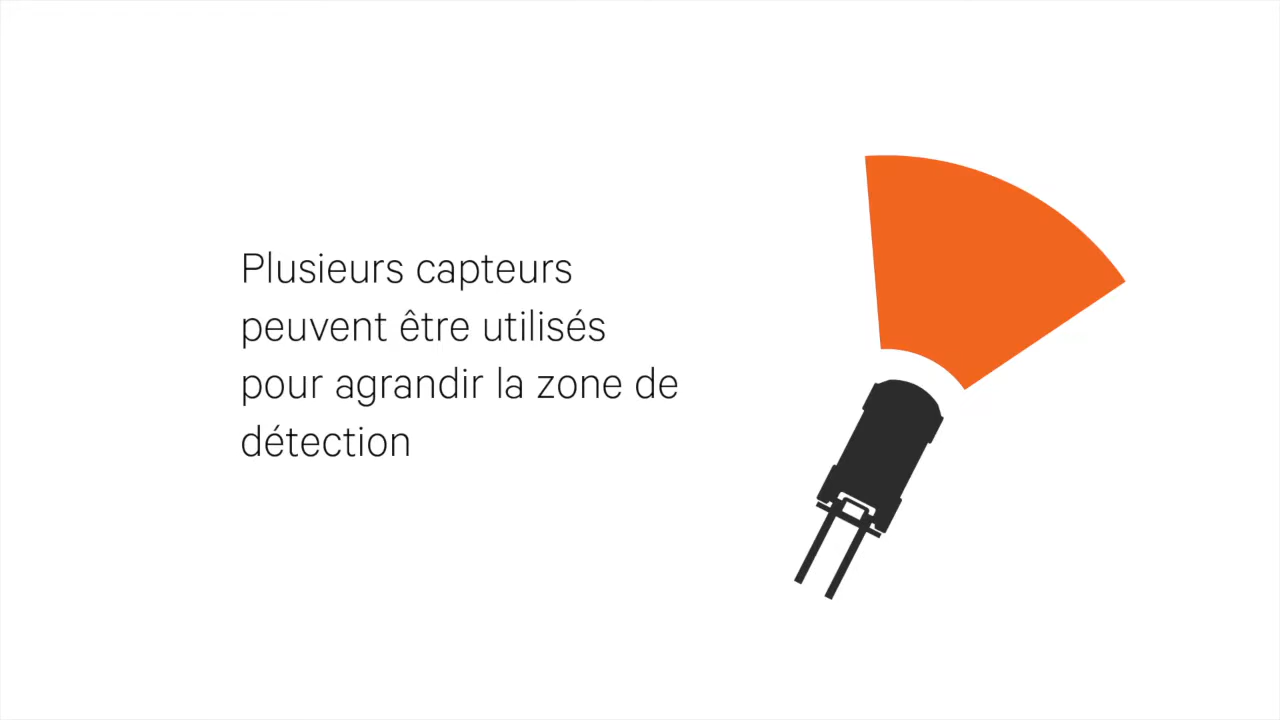 Plusieurs capteurs
peuvent être utilisés
pour agrandir la zone de
détection